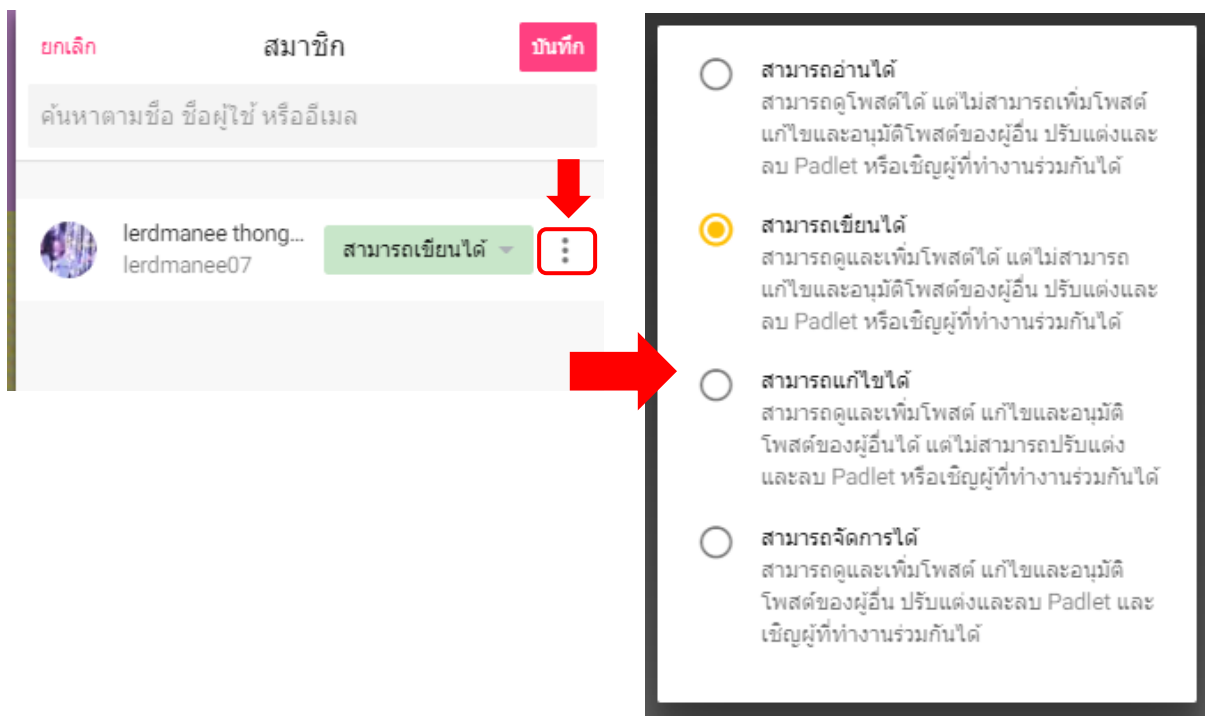 ยกเลิก สมาชิก บันทึก
ค้นหาตามชื่อ ชื่อผู้ใช้ หรืออีเมล
lerdmanee thong...
lerdmanee07
สามารถเขียนได้
สามารถอ่านได้
สามารถดูโพสต์ได้ แต่ไม่สามารถเพิ่มโพสต์
แก้ไขและอนุมัติโพสต์ของผู้อื่น ปรับแต่งและ
ลบ Padlet หรือเชิญผู้ที่ทำงานร่วมกันได้
สามารถเขียนได้
สามารถดูและเพิ่มโพสต์ได้ แต่ไม่สามารถ
แก้ไขและอนุมัติโพสต์ของผู้อื่น ปรับแต่งและ
ลบ Padlet หรือเชิญผู้ที่ทำงานร่วมกันได้
สามารถแก้ไขได้
สามารถดูและเพิ่มโพสต์ แก้ไขและอนุมัติ
โพสต์ของผู้อื่นได้ แต่ไม่สามารถปรับแต่ง
และลบ Padlet หรือเชิญผู้ที่ทำงานร่วมกันได้
สามารถจัดการได้
สามารถดูและเพิ่มโพสต์ แก้ไขและอนุมัติ
โพสต์ของผู้อื่น ปรับแต่งและลบ Padlet และ
เชิญผู้ที่ทำงานร่วมกันได้